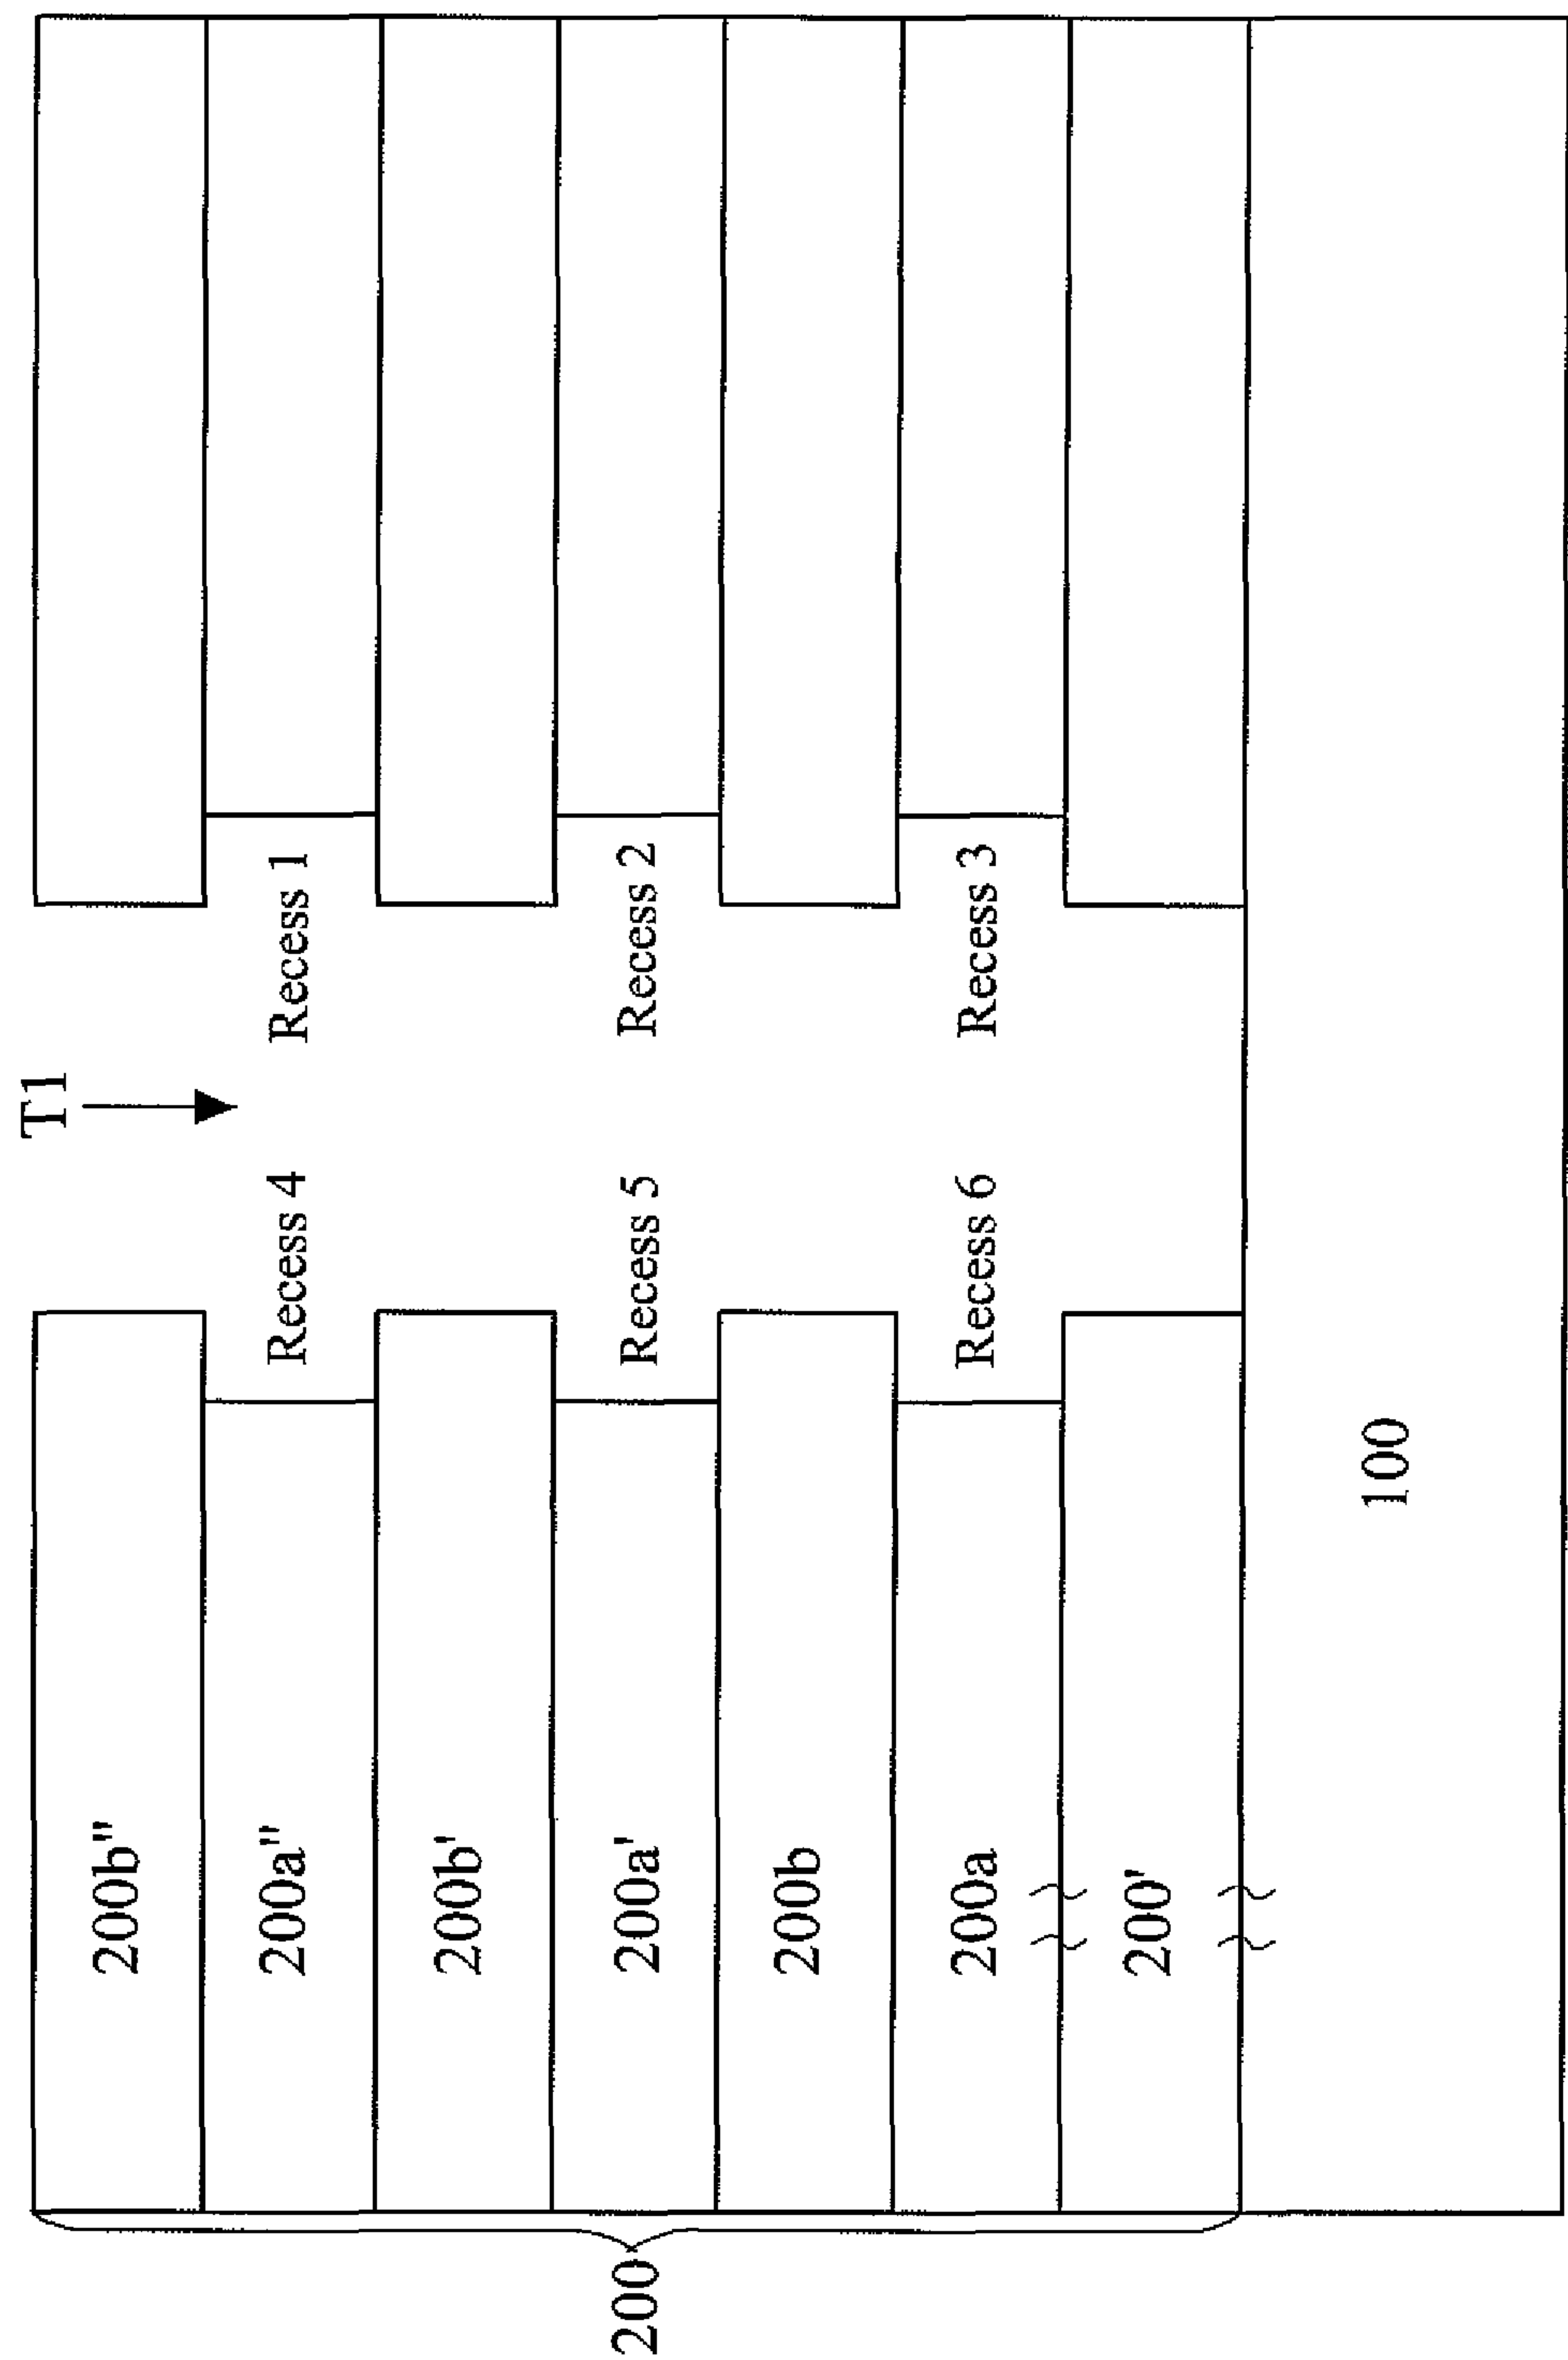 T1
200b"
200a" Recess 4 Recess 1
200b'
200 200a' Recess 5 Recess 2
200b
200a Recess 6 Recess 3
200'
100